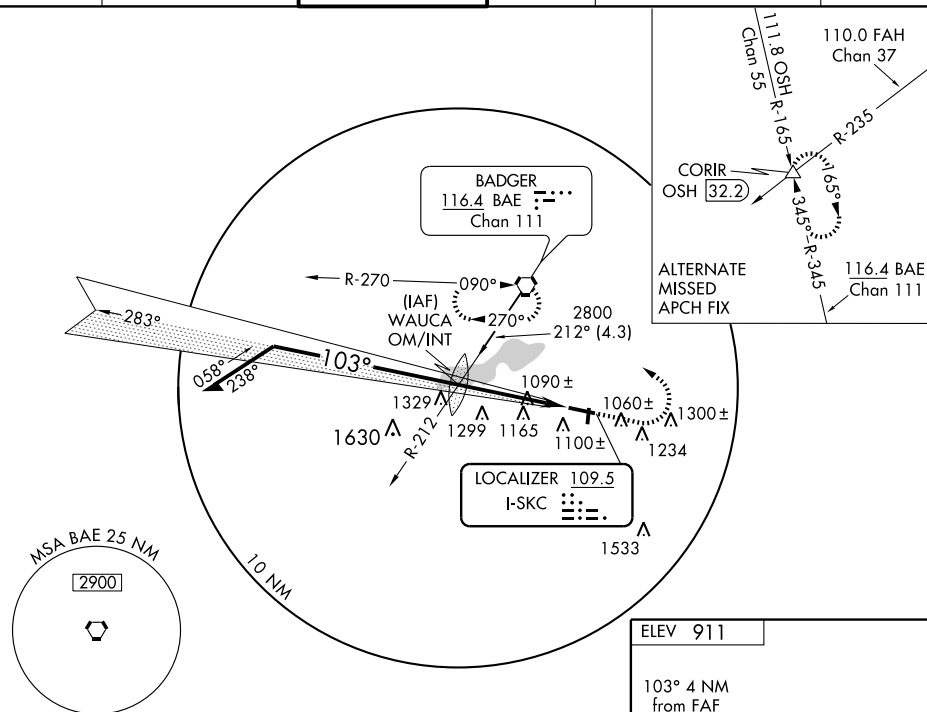 111.8 OSH
Chan 55
R-165
110.0 FAH
Chan 37
R-235
CORIR
OSH 32.2
165°
345°
R-345
116.4 BAE
Chan 111
ALTERNATE
MISSED
APCH FIX
BADGER
116.4 BAE
Chan 111
R-270
090°
270°
2800
212° (4.3)
(IAF)
WAUCA
OM/INT
283°
103°
058°
238°
1090 ±
1329
1060 ±
1300 ±
1630
1299
1165
1100 ±
1234
R-212
LOCALIZER 109.5
I-SKC
1533
MSA BAE 25 NM
2900
10 NM
ELEV 911
103° 4 NM
from FAF